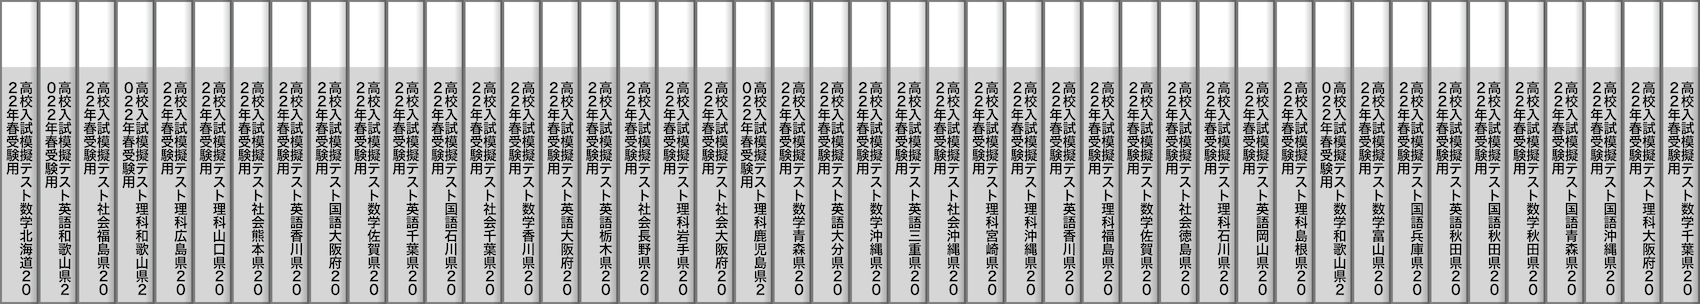 高校入試模擬テスト数学北海道20
22年春受験用
高校入試模擬テスト英語和歌山県2
022年春受験用
高校入試模擬テスト社会福島県20
22年春受験用
高校入試模擬テスト理科和歌山県2
022年春受験用
高校入試模擬テスト理科広島県20
22年春受験用
高校入試模擬テスト理科山口県20
22年春受験用
高校入試模擬テスト社会熊本県20
22年春受験用
高校入試模擬テスト英語香川県20
22年春受験用
高校入試模擬テスト国語大阪府20
22年春受験用
高校入試模擬テスト数学佐賀県20
22年春受験用
高校入試模擬テスト英語千葉県20
22年春受験用
高校入試模擬テスト国語石川県20
22年春受験用
高校入試模擬テスト社会千葉県20
22年春受験用
高校入試模擬テスト数学香川県20
22年春受験用
高校入試模擬テスト英語大阪府20
22年春受験用
高校入試模擬テスト英語栃木県20
22年春受験用
高校入試模擬テスト社会長野県20
22年春受験用
高校入試模擬テスト理科岩手県20
22年春受験用
高校入試模擬テスト社会大阪府20
22年春受験用
高校入試模擬テスト理科鹿児島県2
022年春受験用
高校入試模擬テスト数学青森県20
22年春受験用
高校入試模擬テスト英語大分県20
22年春受験用
高校入試模擬テスト数学沖縄県20
22年春受験用
高校入試模擬テスト英語三重県20
22年春受験用
高校入試模擬テスト社会沖縄県20
22年春受験用
高校入試模擬テスト理科宮崎県20
22年春受験用
高校入試模擬テスト理科沖縄県20
22年春受験用
高校入試模擬テスト英語香川県20
22年春受験用
高校入試模擬テスト理科福島県20
22年春受験用
高校入試模擬テスト数学佐賀県20
22年春受験用
高校入試模擬テスト社会徳島県20
22年春受験用
高校入試模擬テスト理科石川県20
22年春受験用
高校入試模擬テスト英語岡山県20
22年春受験用
高校入試模擬テスト理科島根県20
22年春受験用
高校入試模擬テスト数学和歌山県2
022年春受験用
高校入試模擬テスト数学富山県20
22年春受験用
高校入試模擬テスト国語兵庫県20
22年春受験用
高校入試模擬テスト英語秋田県20
22年春受験用
高校入試模擬テスト国語秋田県20
22年春受験用
高校入試模擬テスト数学秋田県20
22年春受験用
高校入試模擬テスト国語青森県20
22年春受験用
高校入試模擬テスト国語沖縄県20
22年春受験用
高校入試模擬テスト理科大阪府20
22年春受験用
高校入試模擬テスト数学千葉県20
22年春受験用